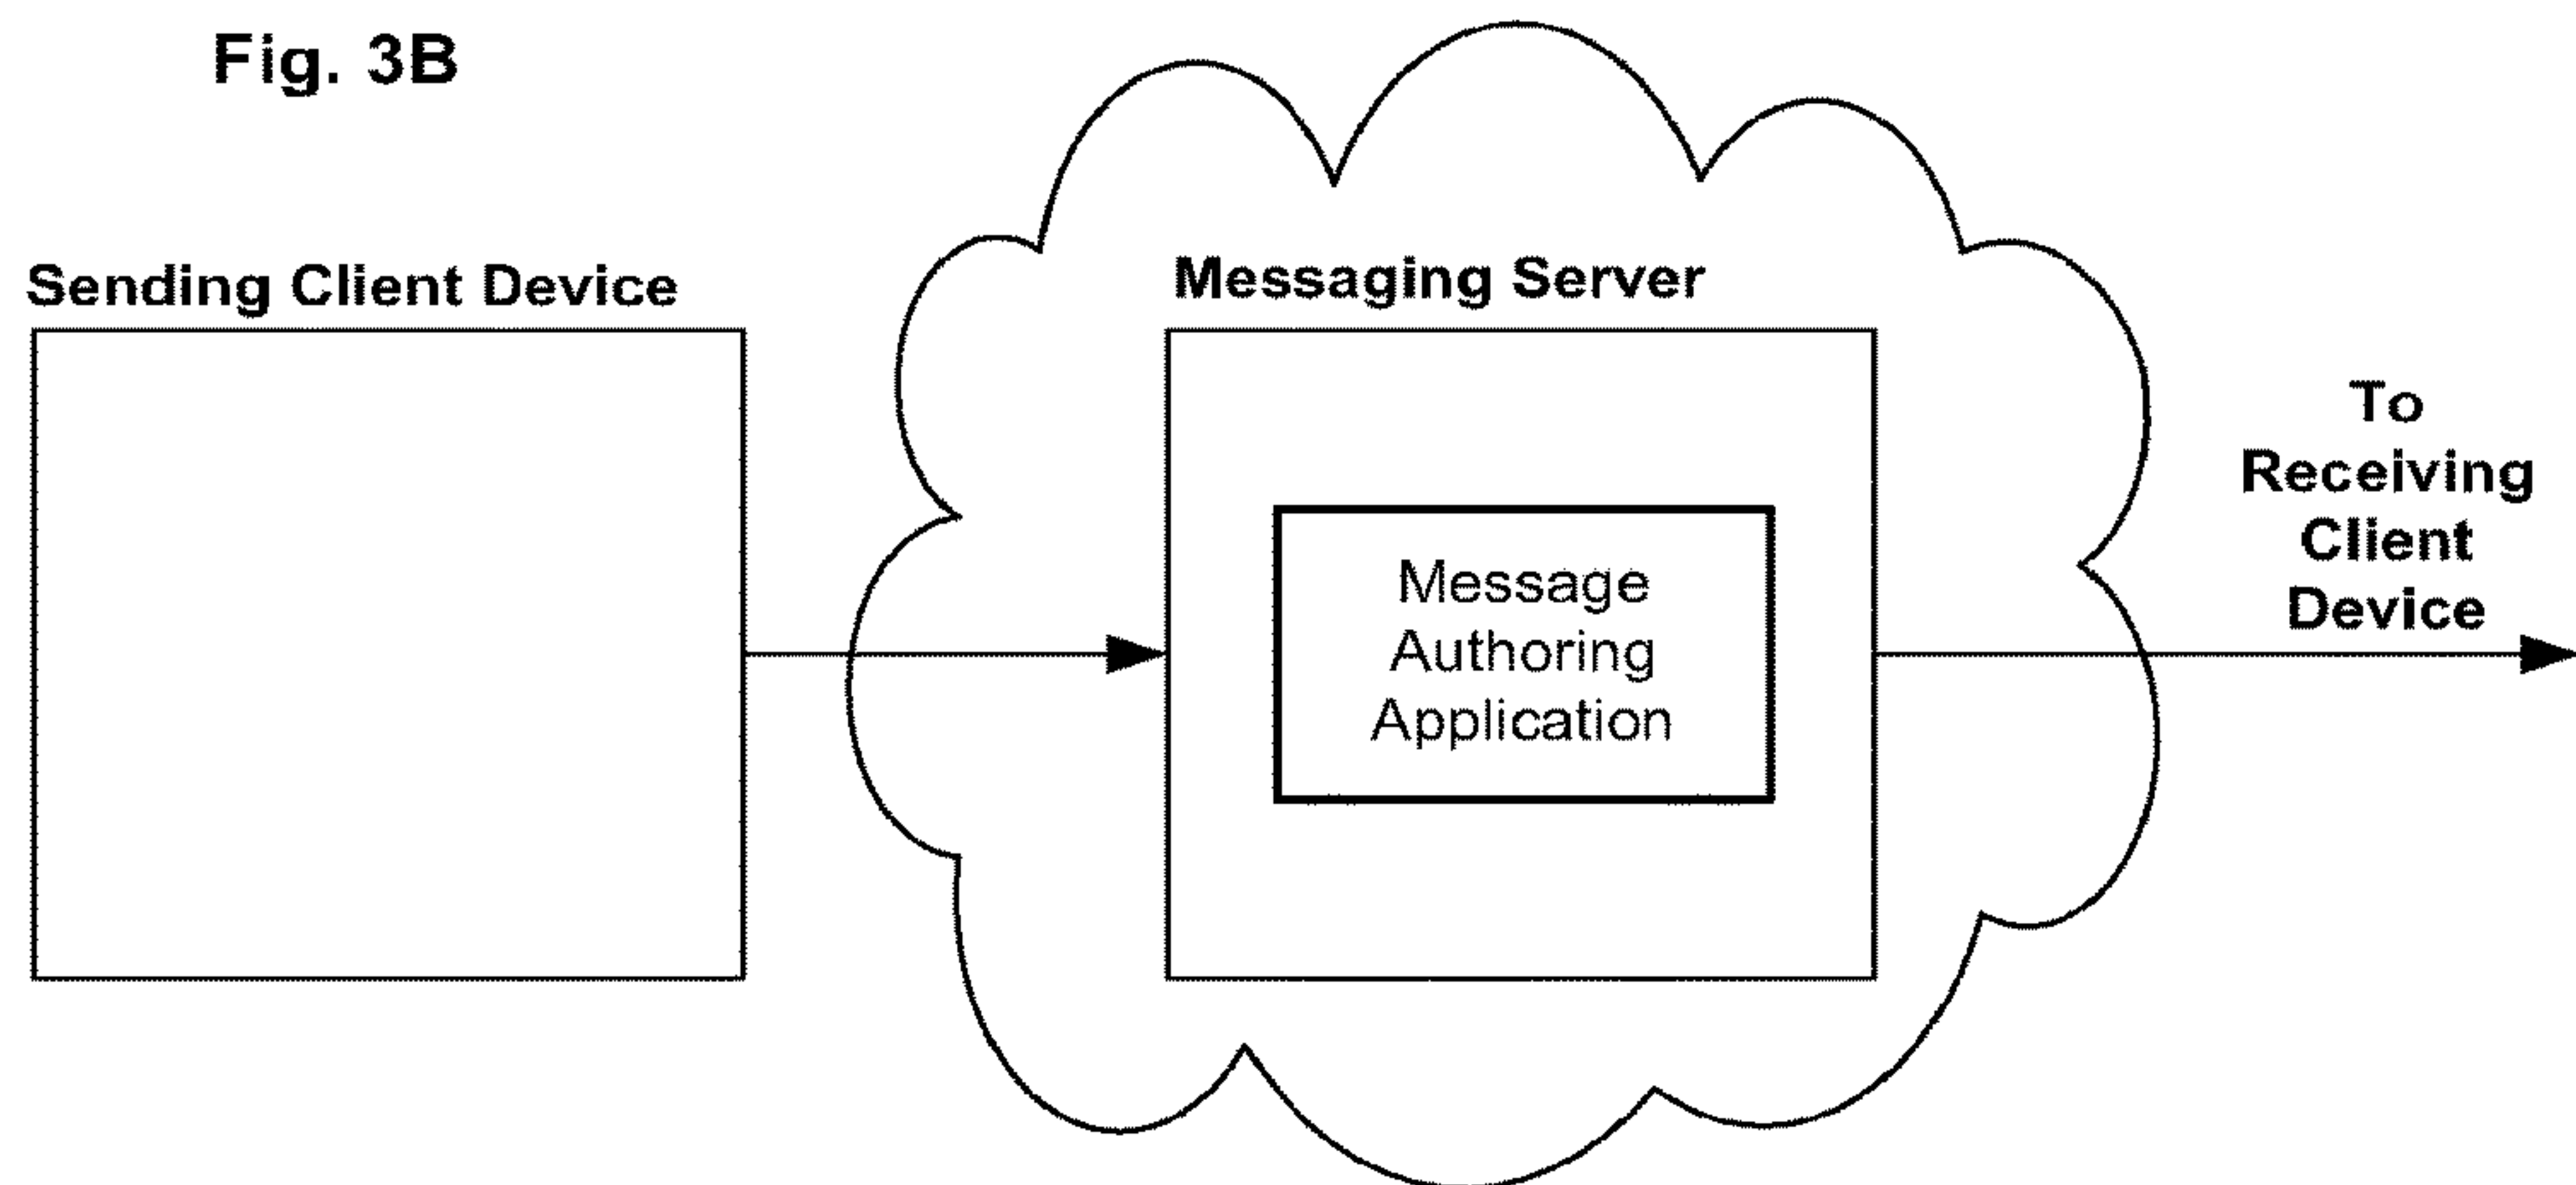 Fig. 3B
Sending Client Device
Messaging Server
Message
Authoring
Application
To
Receiving
Client
Device